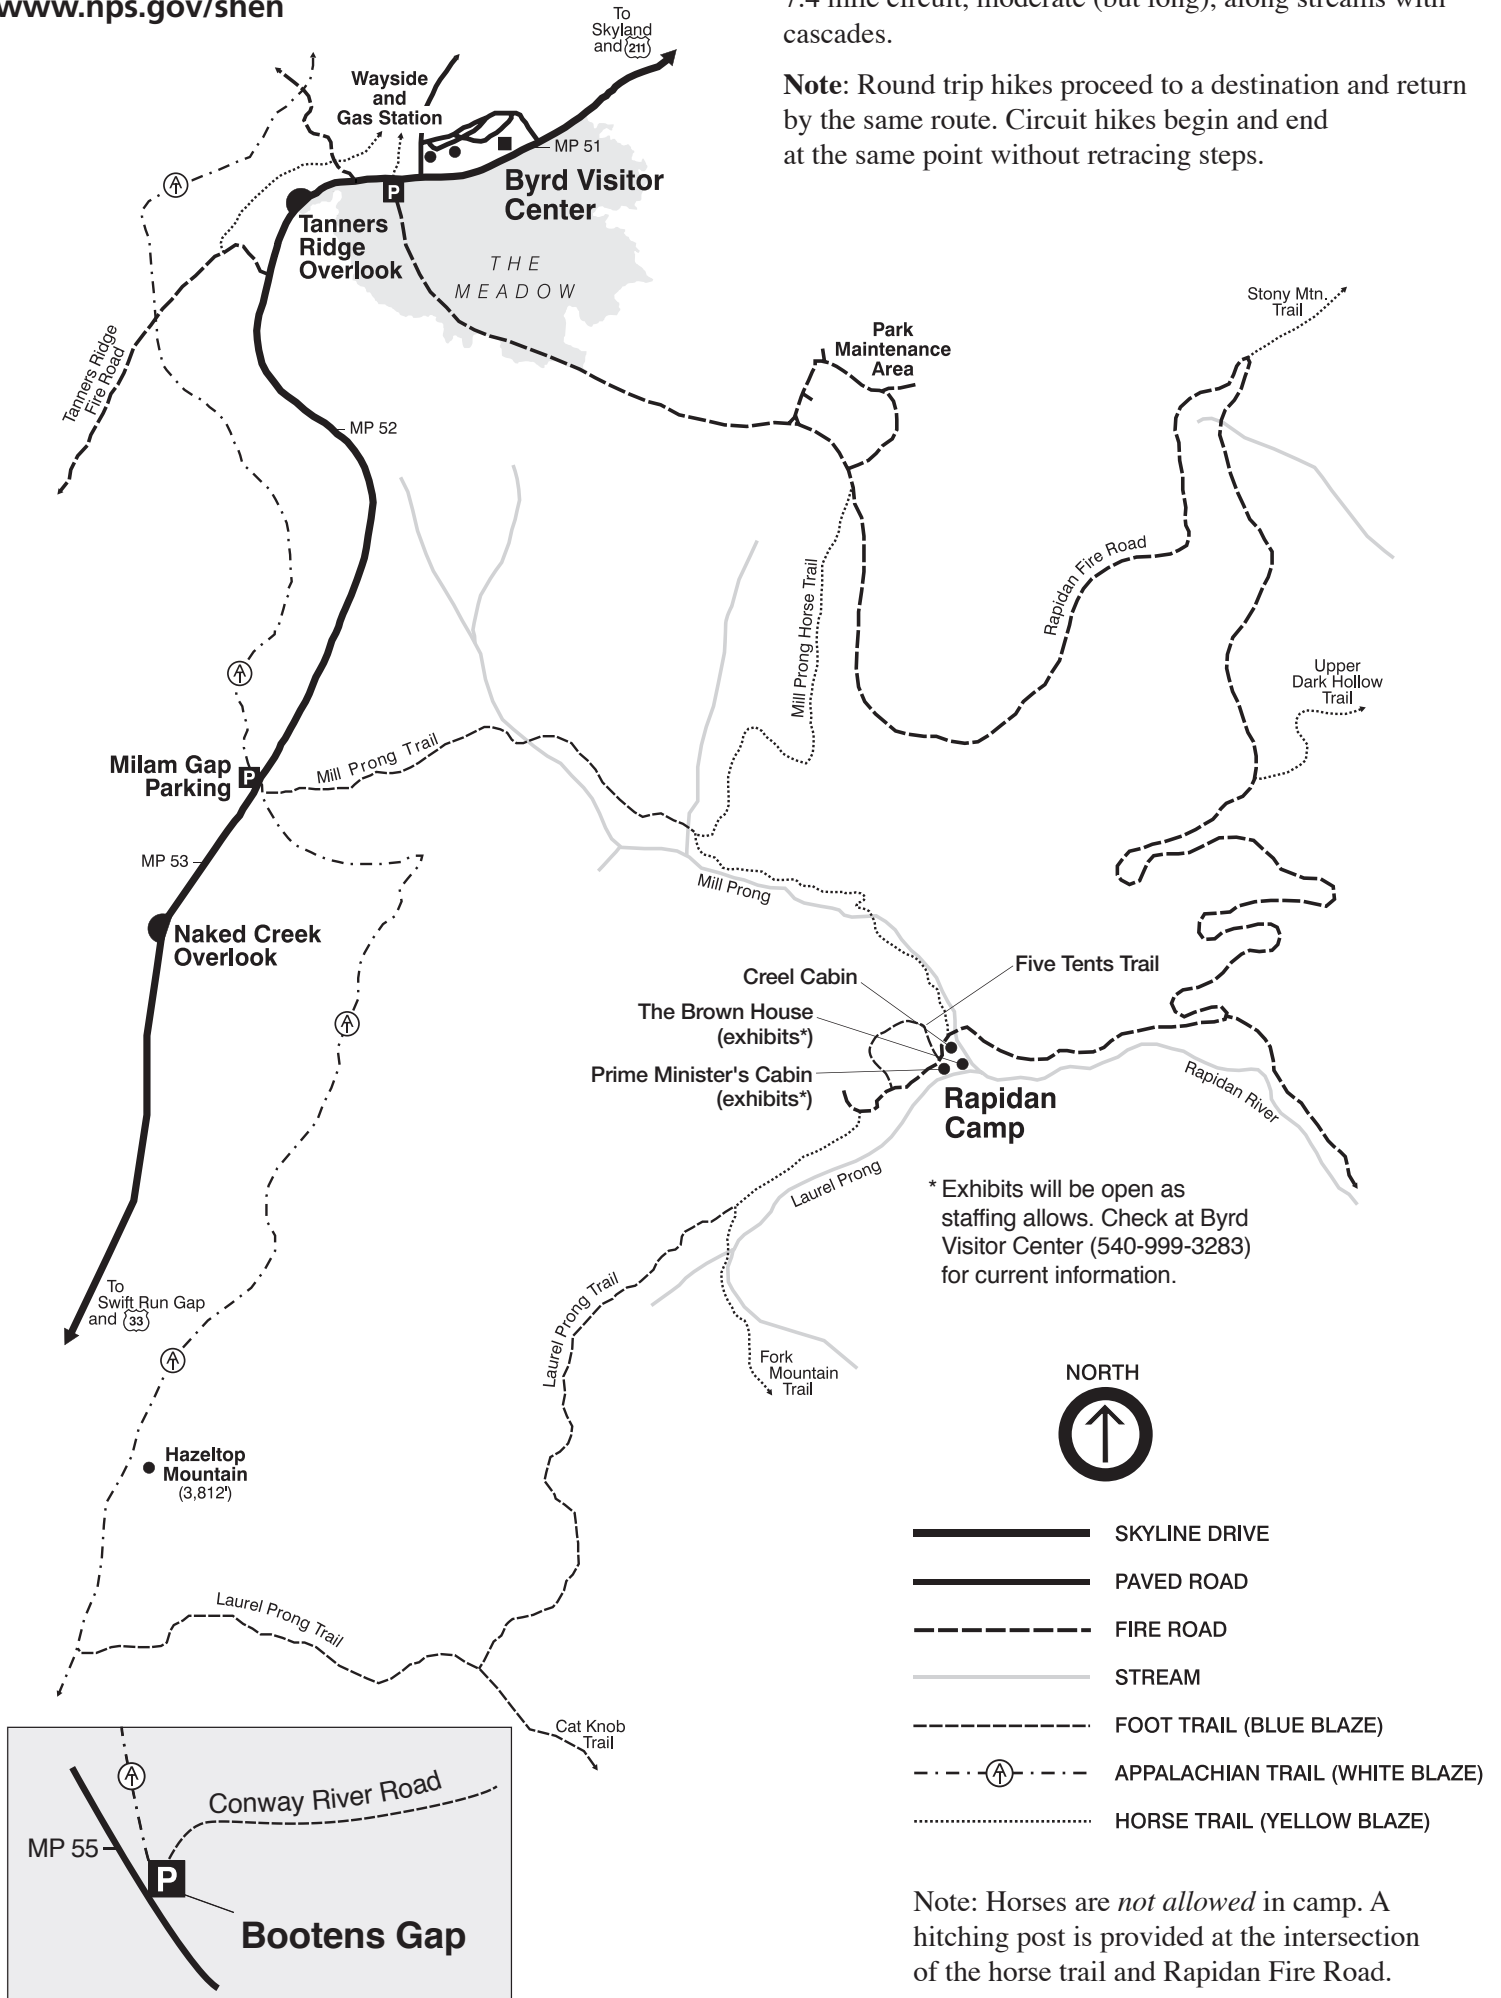 www.nps.gov/shen
7.4 mile circuit, moderate (but long), along streams with
cascades.
Note: Round trip hikes proceed to a destination and return
by the same route. Circuit hikes begin and end
at the same point without retracing steps.
To
Skyland
and 211
Wayside
and
Gas Station
MP 51
Byrd Visitor
Center
P
Tanners
Ridge
Overlook
THE
MEADOW
Tanners Ridge
Fire Road
MP 52
Park
Maintenance
Area
Stony Mtn.
Trail
Rapidan Fire Road
Mill Prong Horse Trail
Upper
Dark Hollow
Trail
Milam Gap
Parking
P
Mill Prong Trail
MP 53
Mill Prong
Naked Creek
Overlook
Creel Cabin
Five Tents Trail
The Brown House
(exhibits*)
Prime Minister's Cabin
(exhibits*)
Rapidan
Camp
Rapidan River
Laurel Prong
* Exhibits will be open as
staffing allows. Check at Byrd
Visitor Center (540-999-3283)
for current information.
To
Swift Run Gap
and 33
Laurel Prong Trail
Fork
Mountain
Trail
Hazeltop
Mountain
(3,812')
NORTH
SKYLINE DRIVE
PAVED ROAD
FIRE ROAD
STREAM
FOOT TRAIL (BLUE BLAZE)
APPALACHIAN TRAIL (WHITE BLAZE)
HORSE TRAIL (YELLOW BLAZE)
Laurel Prong Trail
Cat Knob
Trail
Conway River Road
MP 55
P
Bootens Gap
Note: Horses are not allowed in camp. A
hitching post is provided at the intersection
of the horse trail and Rapidan Fire Road.